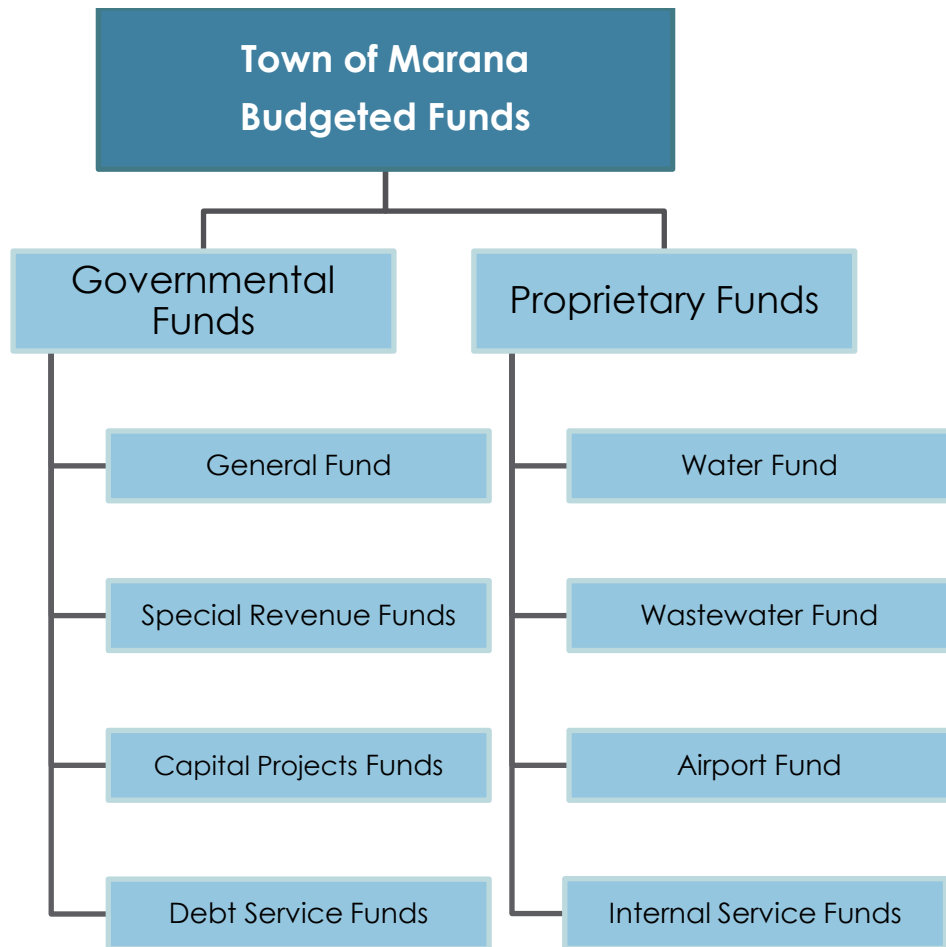 Town of Marana
Budgeted Funds
Governmental
Funds
Proprietary Funds
General Fund
Special Revenue Funds
Capital Projects Funds
Debt Service Funds
Water Fund
Wastewater Fund
Airport Fund
Internal Service Funds